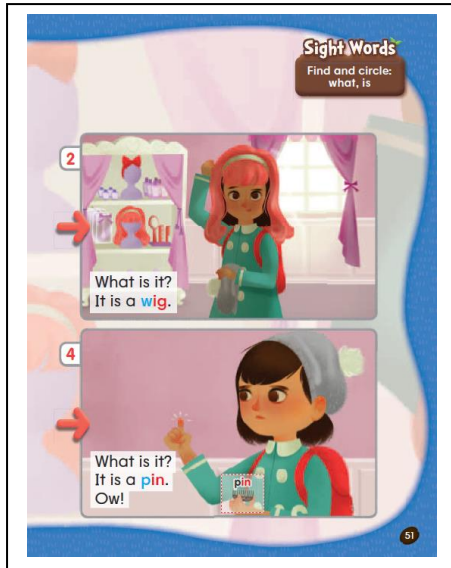 Sight Words
Find and circle:
what, is
2
What is it?
It is a wig.
4
What is it?
It is a pin.
Ow!
pin
51